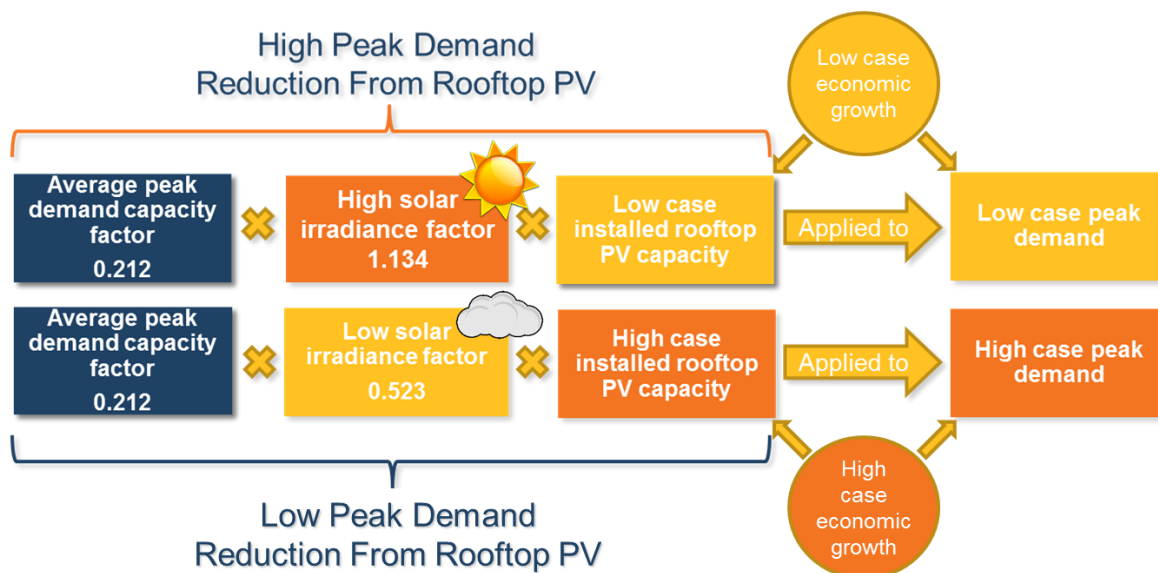 High Peak Demand
Reduction From Rooftop PV
Low case
economic
growth
Average peak
demand capacity
factor
0.212
High solar
irradiance factor
1.134
Low case
installed rooftop
PV capacity
Applied to
Low case peak
demand
Average peak
demand capacity
factor
0.212
Low solar
irradiance factor
0.523
High case
installed rooftop
PV capacity
Applied to
High case peak
demand
Low Peak Demand
Reduction From Rooftop PV
High
case
economic
growth